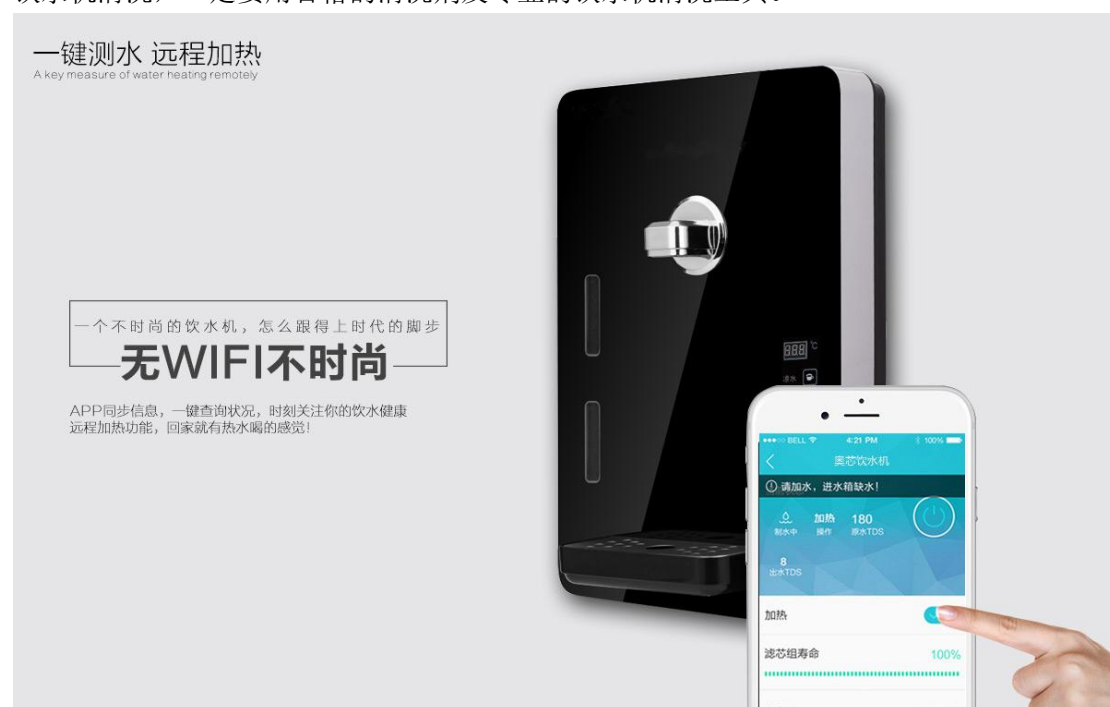 一键测水 远程加热
A key measure of water heating remotely
一个不时尚的饮水机，怎么跟得上时代的脚步
无WIFI不时尚
APP同步信息，一键查询状况，时刻关注你的饮水健康
远程加热功能，回家就有热水喝的感觉！
888 ℃
BELL 4:21 PM 100%
奥芯饮水机
请加水，进水箱缺水！
加热 180
制水中 操作 原水TDS
8
出水TDS
加热
滤芯组寿命 100%